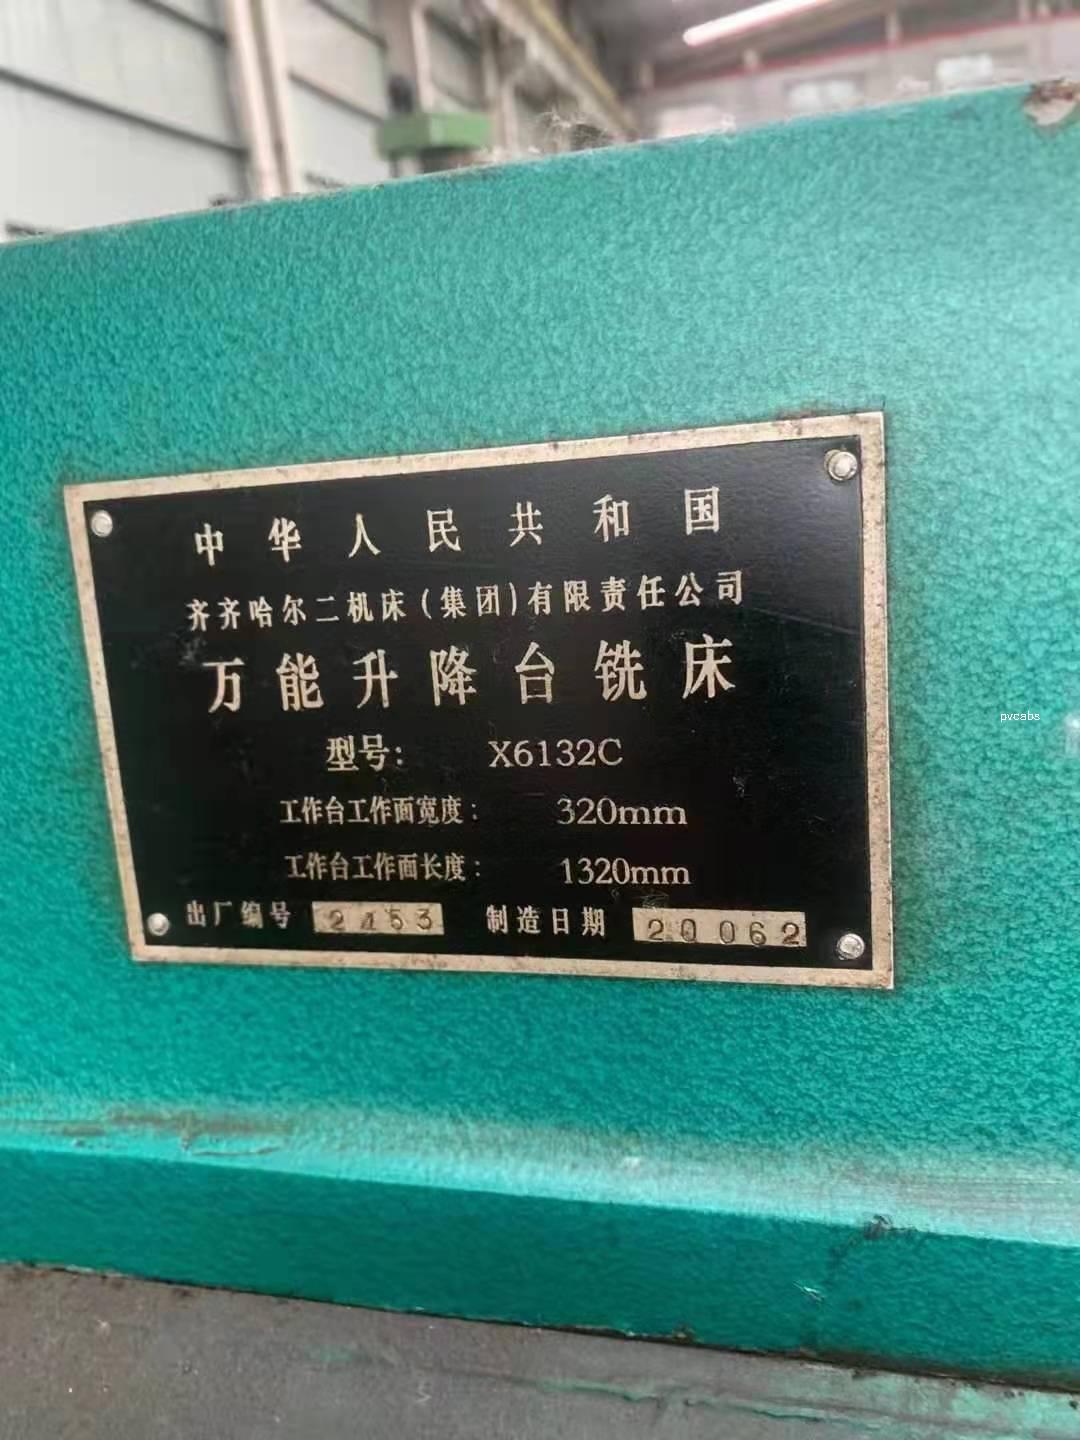 中华人民共和国
齐齐哈尔二机床(集团)有限责任公司
万能升降台铣床
型号: X6132C
工作台工作面宽度: 320mm
工作台工作面长度: 1320mm
出厂编号 2453 制造日期 20062
pvcabs